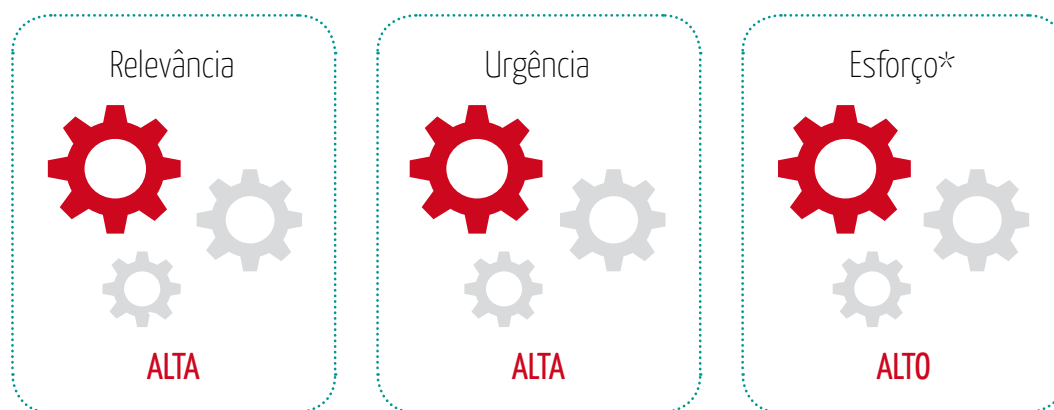 Relevância
Urgência
Esforço*
ALTA
ALTA
ALTO